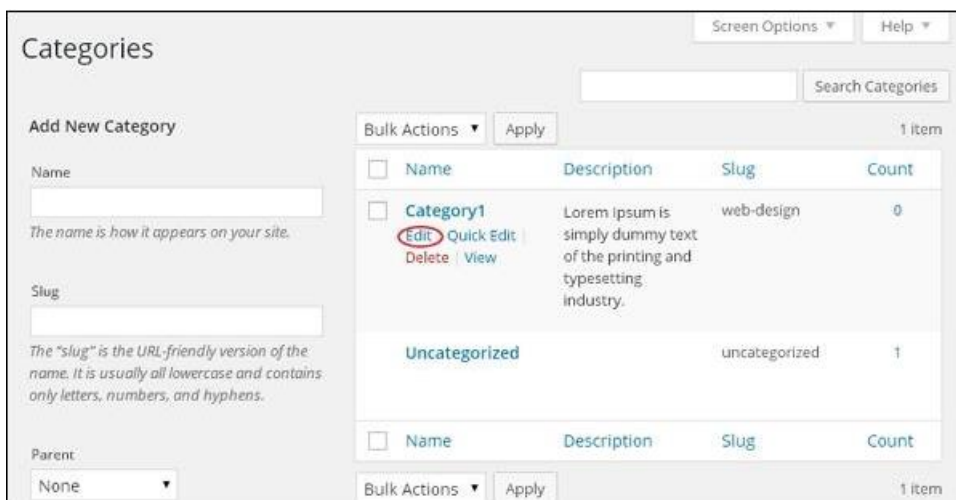 Screen Options ▼
Help ▼
Categories
Search Categories
Add New Category
Name
The name is how it appears on your site.
Slug
The "slug" is the URL-friendly version of the
name. It is usually all lowercase and contains
only letters, numbers, and hyphens.
Parent
None ▼
Bulk Actions ▼ Apply
1 item
Name Description Slug Count
Category1
Edit Quick Edit |
Delete | View
Lorem Ipsum is
simply dummy text
of the printing and
typesetting
industry.
web-design
0
Uncategorized
uncategorized
1
Name Description Slug Count
Bulk Actions ▼ Apply
1 item